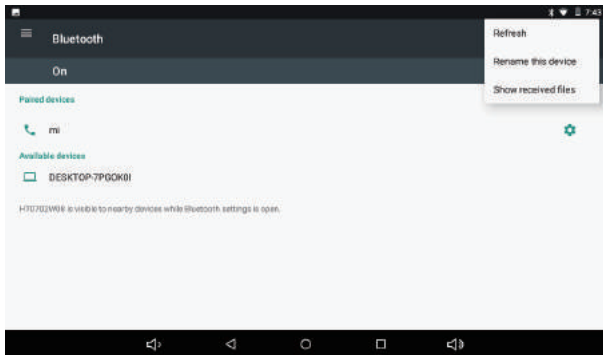 7:43
Bluetooth
Refresh
Rename this device
Show received files
On
Paired devices
mi
Available devices
DESKTOP-7PGOK0I
H70702W08 is visible to nearby devices while Bluetooth settings is open.